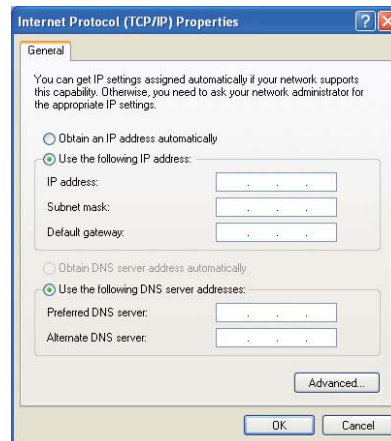 Internet Protocol (TCP/IP) Properties
General
You can get IP settings assigned automatically if your network supports
this capability. Otherwise, you need to ask your network administrator for
the appropriate IP settings.
Obtain an IP address automatically
Use the following IP address:
IP address:
Subnet mask:
Default gateway:
Obtain DNS server address automatically
Use the following DNS server addresses:
Preferred DNS server:
Alternate DNS server:
Advanced...
OK Cancel